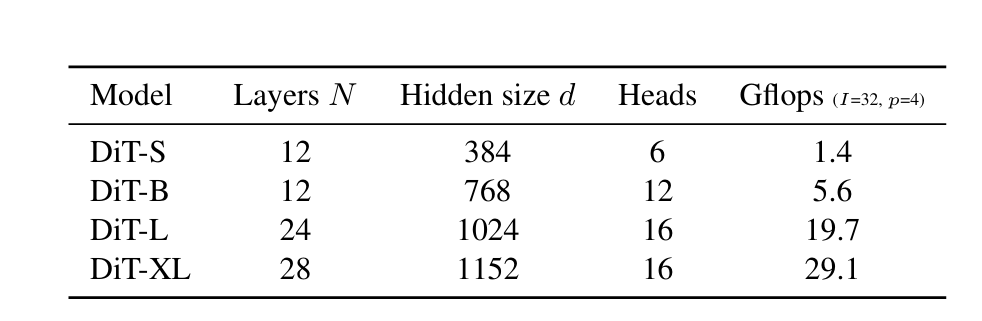 Model Layers N Hidden size d Heads Gflops (I=32, p=4)
DiT-S 12 384 6 1.4
DiT-B 12 768 12 5.6
DiT-L 24 1024 16 19.7
DiT-XL 28 1152 16 29.1